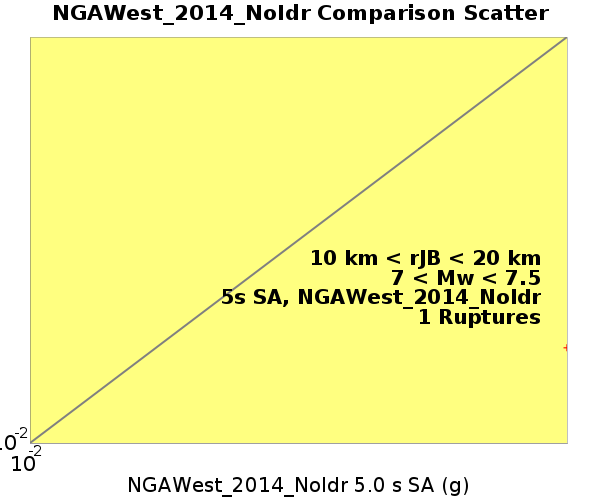 NGAWest_2014_NoIdr Comparison Scatter
10 km < rJB < 20 km
7 < Mw < 7.5
5s SA, NGAWest_2014_NoIdr
1 Ruptures
10^-2
10^-2
NGAWest_2014_NoIdr 5.0 s SA (g)